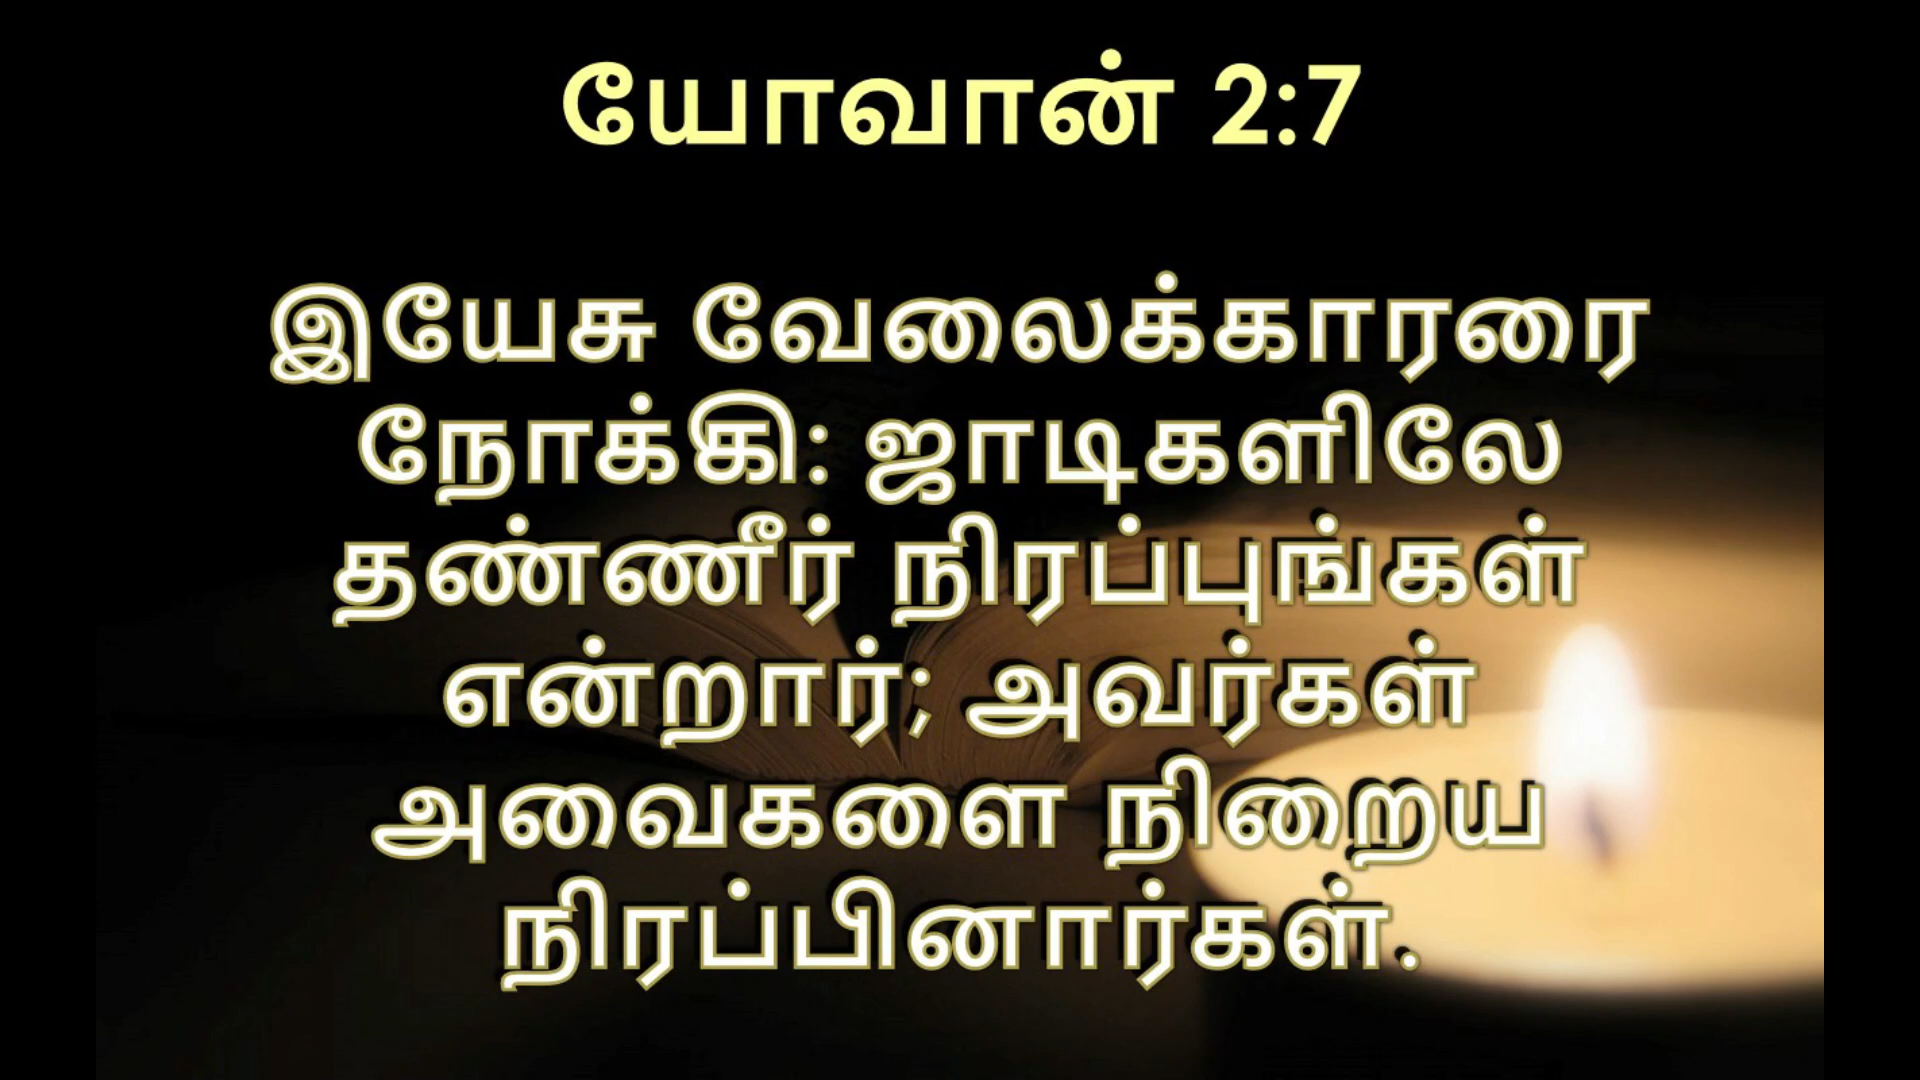 யோவான் 2:7
இயேசு வேலைக்காரரை
நோக்கி: ஜாடிகளிலே
தண்ணீர் நிரப்புங்கள்
என்றார்; அவர்கள்
அவைகளை நிறைய
நிரப்பினார்கள்.